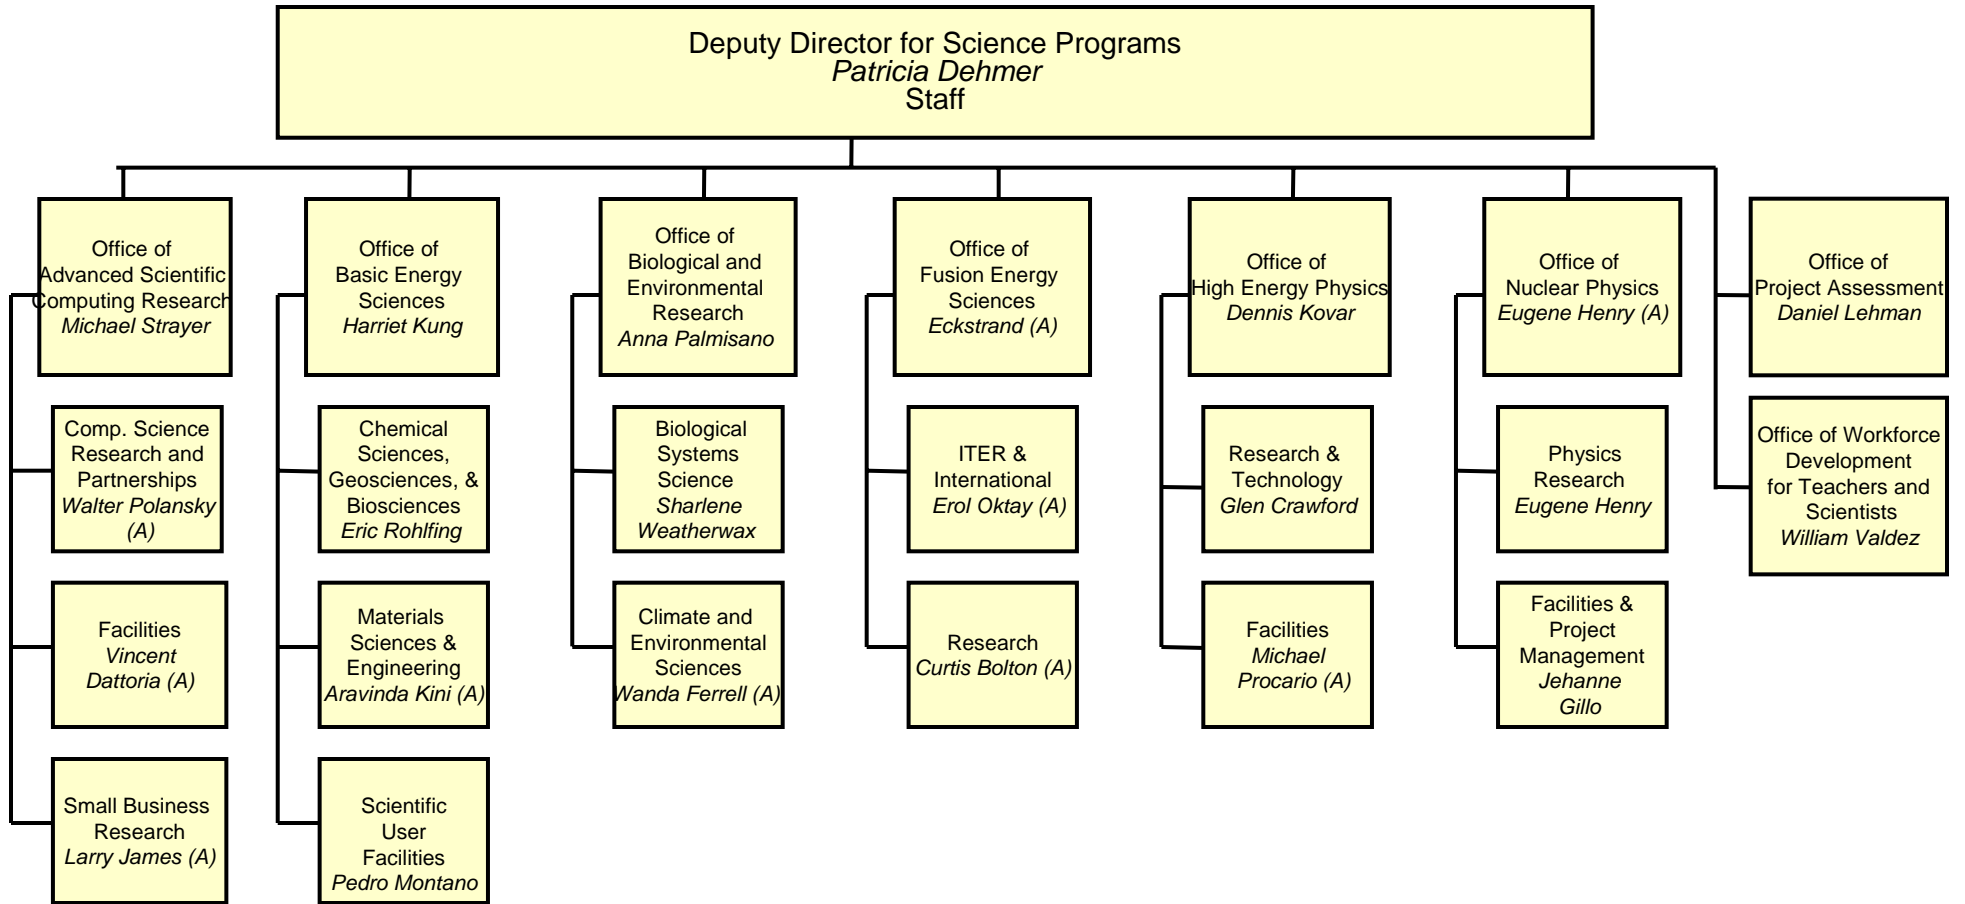 Deputy Director for Science Programs
Patricia Dehmer
Staff
Office of
Advanced Scientific
Computing Research
Michael Strayer
Office of
Basic Energy
Sciences
Harriet Kung
Office of
Biological and
Environmental
Research
Anna Palmisano
Office of
Fusion Energy
Sciences
Eckstrand (A)
Office of
High Energy Physics
Dennis Kovar
Office of
Nuclear Physics
Eugene Henry (A)
Office of
Project Assessment
Daniel Lehman
Comp. Science
Research and
Partnerships
Walter Polansky
(A)
Chemical
Sciences,
Geosciences, &
Biosciences
Eric Rohlfing
Biological
Systems
Science
Sharlene
Weatherwax
ITER &
International
Erol Oktay (A)
Research &
Technology
Glen Crawford
Physics
Research
Eugene Henry
Office of Workforce
Development
for Teachers and
Scientists
William Valdez
Facilities
Vincent
Dattoria (A)
Materials
Sciences &
Engineering
Aravinda Kini (A)
Climate and
Environmental
Sciences
Wanda Ferrell (A)
Research
Curtis Bolton (A)
Facilities
Michael
Procario (A)
Facilities &
Project
Management
Jehanne
Gillo
Small Business
Research
Larry James (A)
Scientific
User
Facilities
Pedro Montano